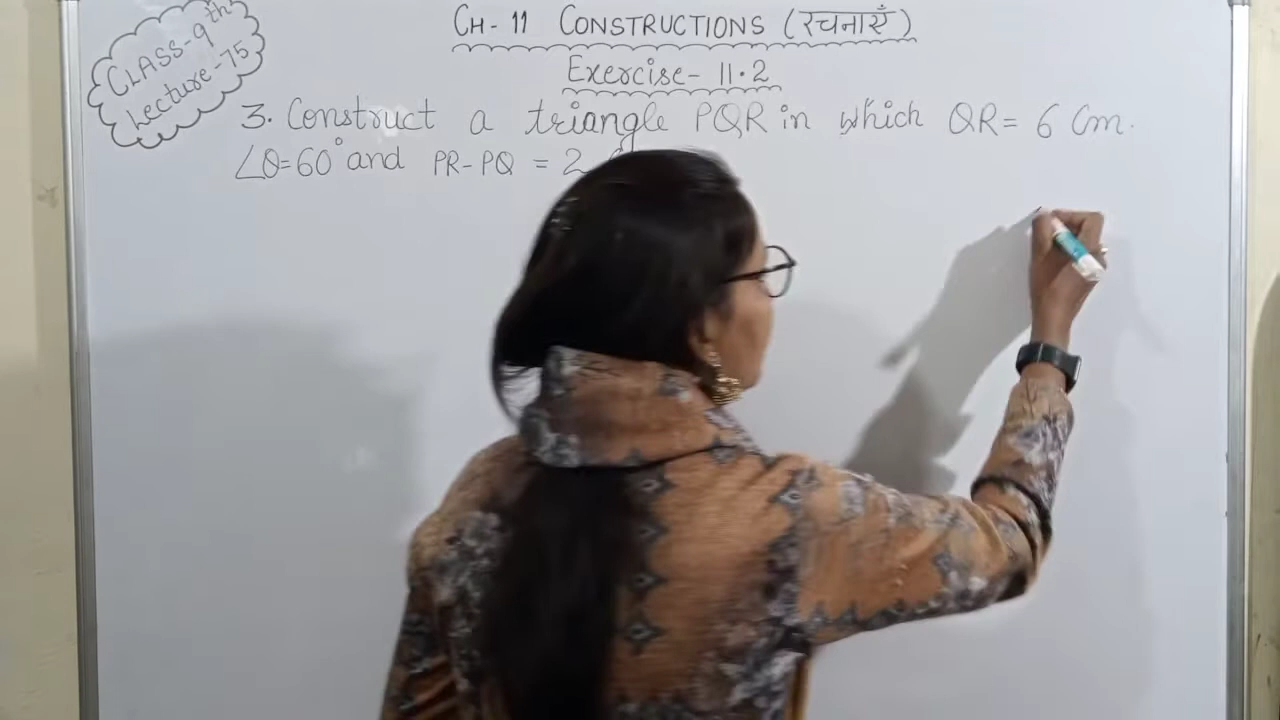 CLASS-9th
Lecture-75
CH-11 CONSTRUCTIONS (रचनाएँ)
Exercise-11.2
3. Construct a triangle PQR in which QR = 6 Cm.
∠Q=60° and PR-PQ = 2